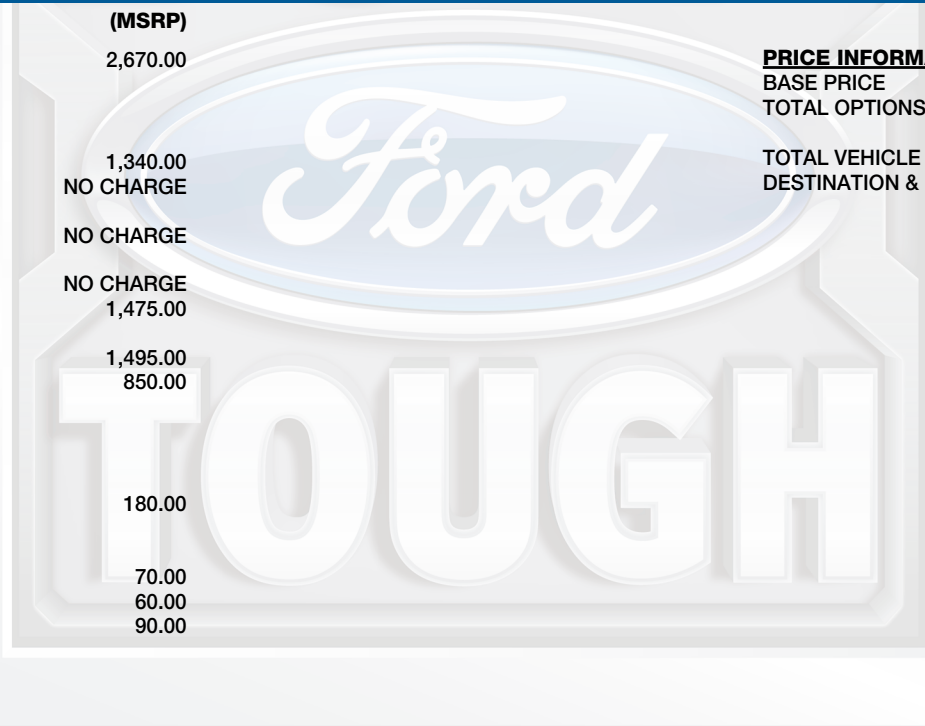 (MSRP)
2,670.00
1,340.00
NO CHARGE
NO CHARGE
NO CHARGE
1,475.00
1,495.00
850.00
180.00
70.00
60.00
90.00
PRICE INFORMA
BASE PRICE
TOTAL OPTIONS
TOTAL VEHICLE
DESTINATION &
Ford
TOUGH